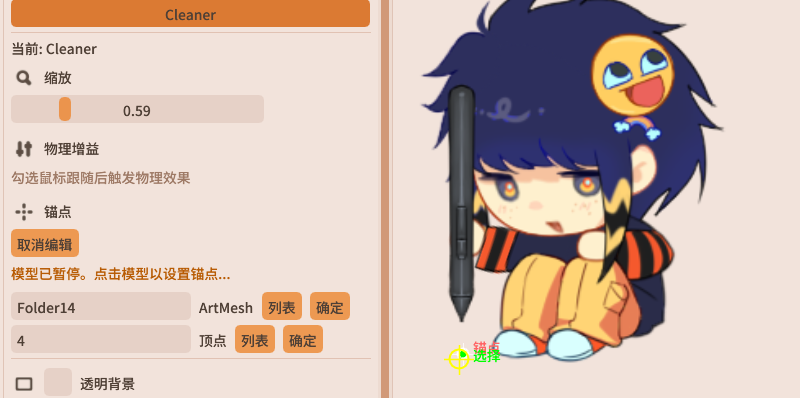 Cleaner
当前: Cleaner
缩放
0.59
物理增益
勾选鼠标跟随后触发物理效果
锚点
取消编辑
模型已暂停。点击模型以设置锚点...
Folder14 ArtMesh 列表 确定
4 顶点 列表 确定
透明背景
锚点
选择